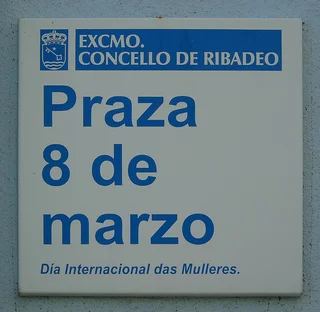 EXCMO.
CONCELLO DE RIBADEO
Praza
8 de
marzo
Día Internacional das Mulleres.